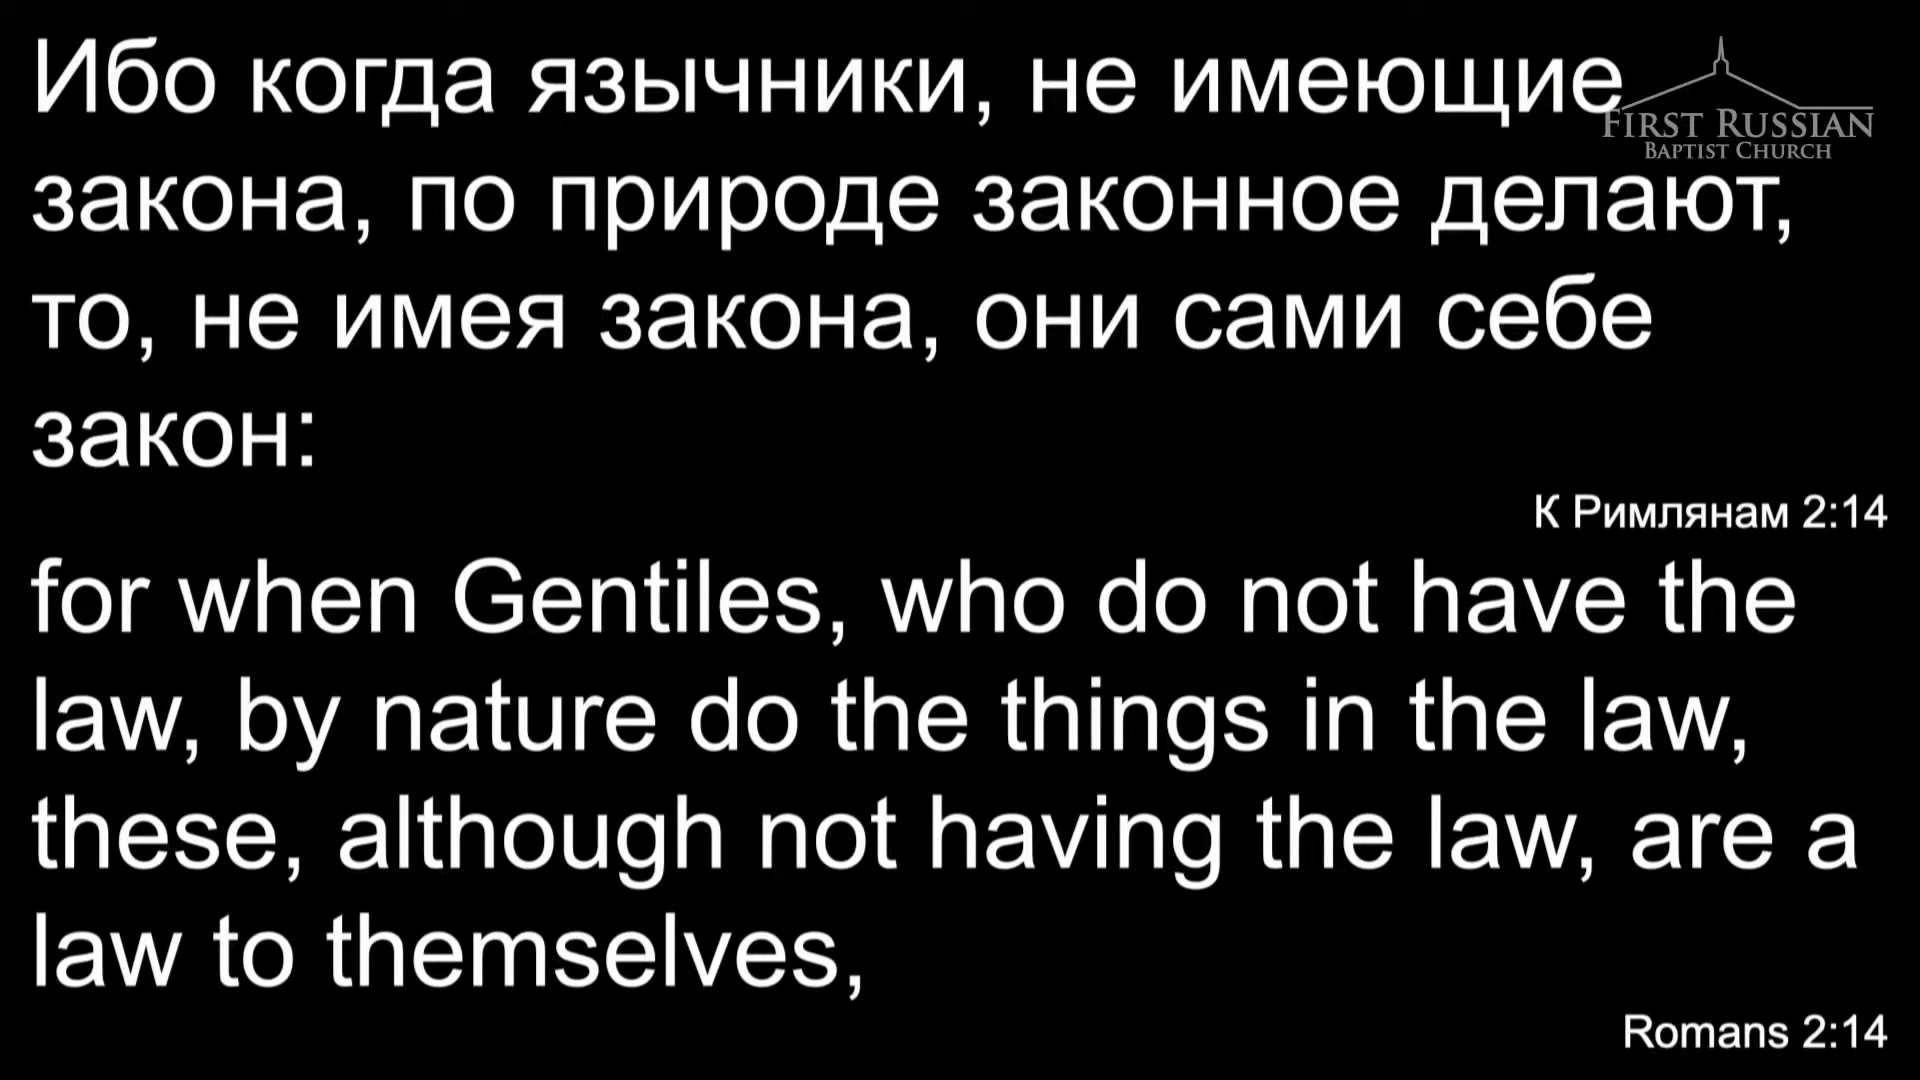 Ибо когда язычники, не имеющие
FIRST RUSSIAN
BAPTIST CHURCH
закона, по природе законное делают,
то, не имея закона, они сами себе
закон:
К Римлянам 2:14
for when Gentiles, who do not have the
law, by nature do the things in the law,
these, although not having the law, are a
law to themselves,
Romans 2:14